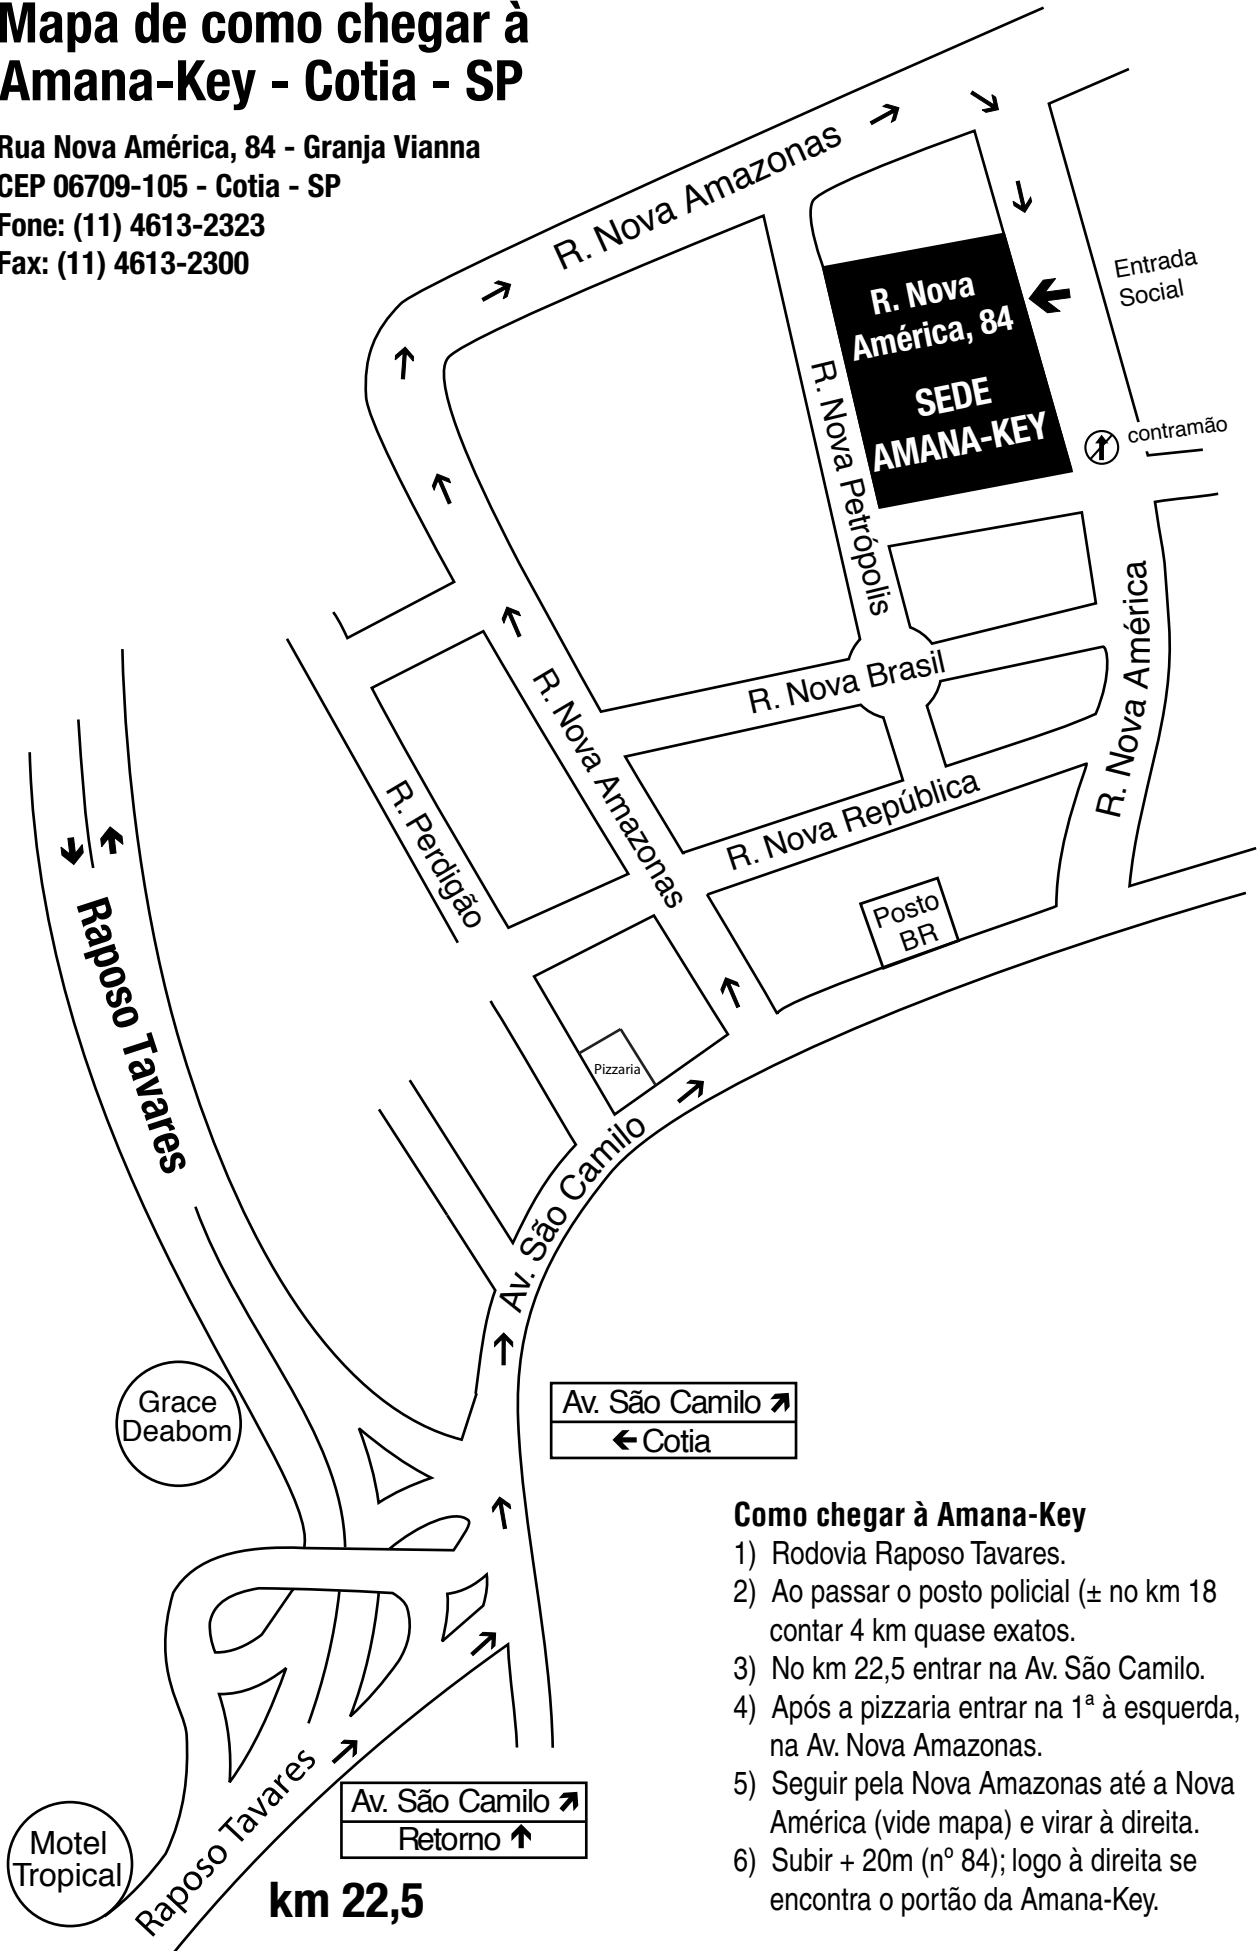 Mapa de como chegar à
Amana-Key - Cotia - SP
Rua Nova América, 84 - Granja Vianna
CEP 06709-105 - Cotia - SP
Fone: (11) 4613-2323
Fax: (11) 4613-2300
R. Nova Amazonas
Entrada
Social
R. Nova
América, 84
SEDE
AMANA-KEY
contramão
R. Nova Petrópolis
R. Nova Brasil
R. Nova América
R. Nova Amazonas
R. Perdigão
R. Nova República
Posto
BR
Raposo Tavares
Pizzaria
Av. São Camilo
Grace
Deabom
Av. São Camilo
Cotia
Como chegar à Amana-Key
1) Rodovia Raposo Tavares.
2) Ao passar o posto policial (± no km 18
contar 4 km quase exatos.
3) No km 22,5 entrar na Av. São Camilo.
4) Após a pizzaria entrar na 1ª à esquerda,
na Av. Nova Amazonas.
5) Seguir pela Nova Amazonas até a Nova
América (vide mapa) e virar à direita.
6) Subir + 20m (nº 84); logo à direita se
encontra o portão da Amana-Key.
Raposo Tavares
Av. São Camilo
Retorno
Motel
Tropical
km 22,5